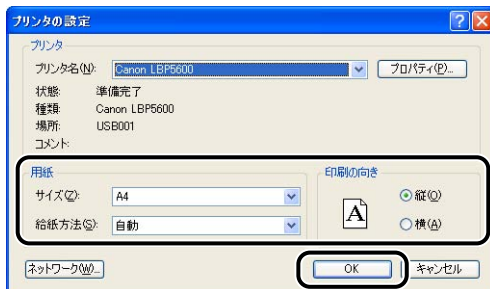 プリンタの設定
プリンタ
プリンタ名(N): Canon LBP5600 プロパティ(P)...
状態: 準備完了
種類: Canon LBP5600
場所: USB001
コメント:
用紙 印刷の向き
サイズ(Z): A4 縦(O)
給紙方法(S): 自動 A 横(A)
ネットワーク(W)... OK キャンセル